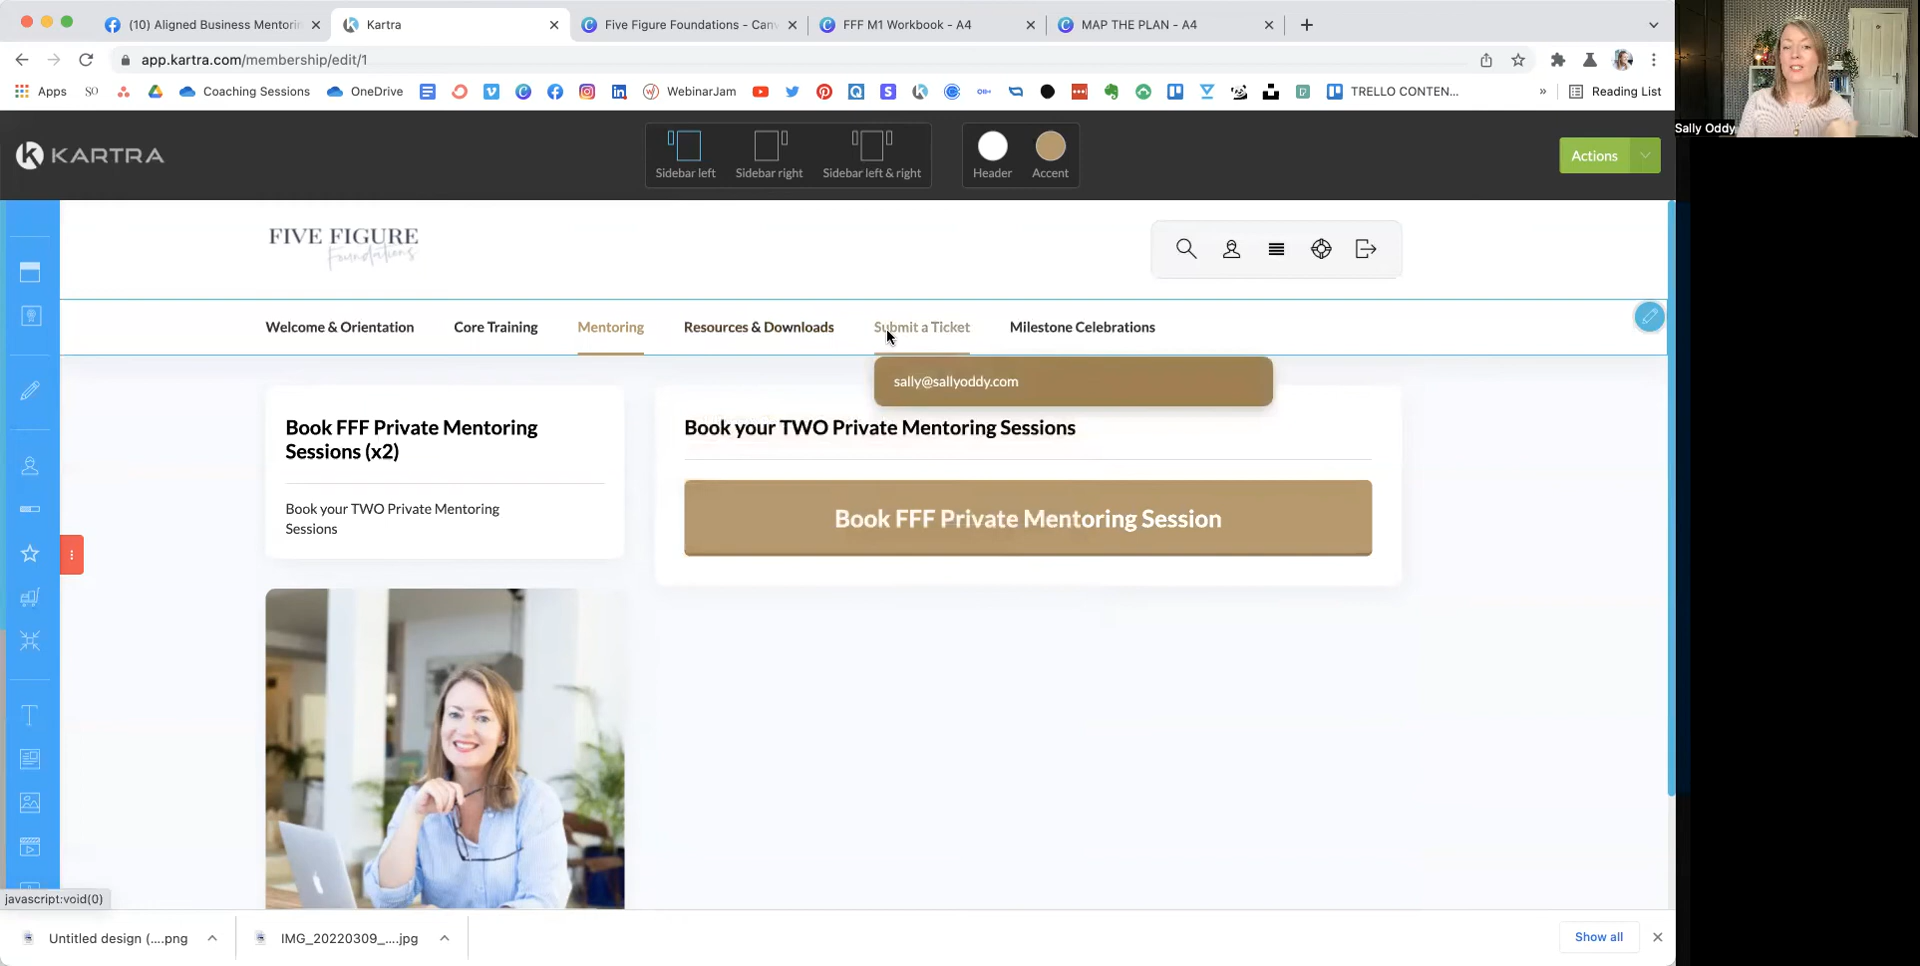 (10) Aligned Business Mentorin
Kartra
Five Figure Foundations - Canv
FFF M1 Workbook - A4
MAP THE PLAN - A4
app.kartra.com/membership/edit/1
Apps
Coaching Sessions
OneDrive
WebinarJam
TRELLO CONTEN...
»
Reading List
Sally Oddy
KARTRA
Sidebar left
Sidebar right
Sidebar left & right
Header
Accent
Actions
FIVE FIGURE
Foundations
Welcome & Orientation
Core Training
Mentoring
Resources & Downloads
Submit a Ticket
Milestone Celebrations
sally@sallyoddy.com
Book FFF Private Mentoring
Sessions (x2)
Book your TWO Private Mentoring
Sessions
Book your TWO Private Mentoring Sessions
Book FFF Private Mentoring Session
javascript:void(0)
Untitled design (....png
IMG_20220309_....jpg
Show all